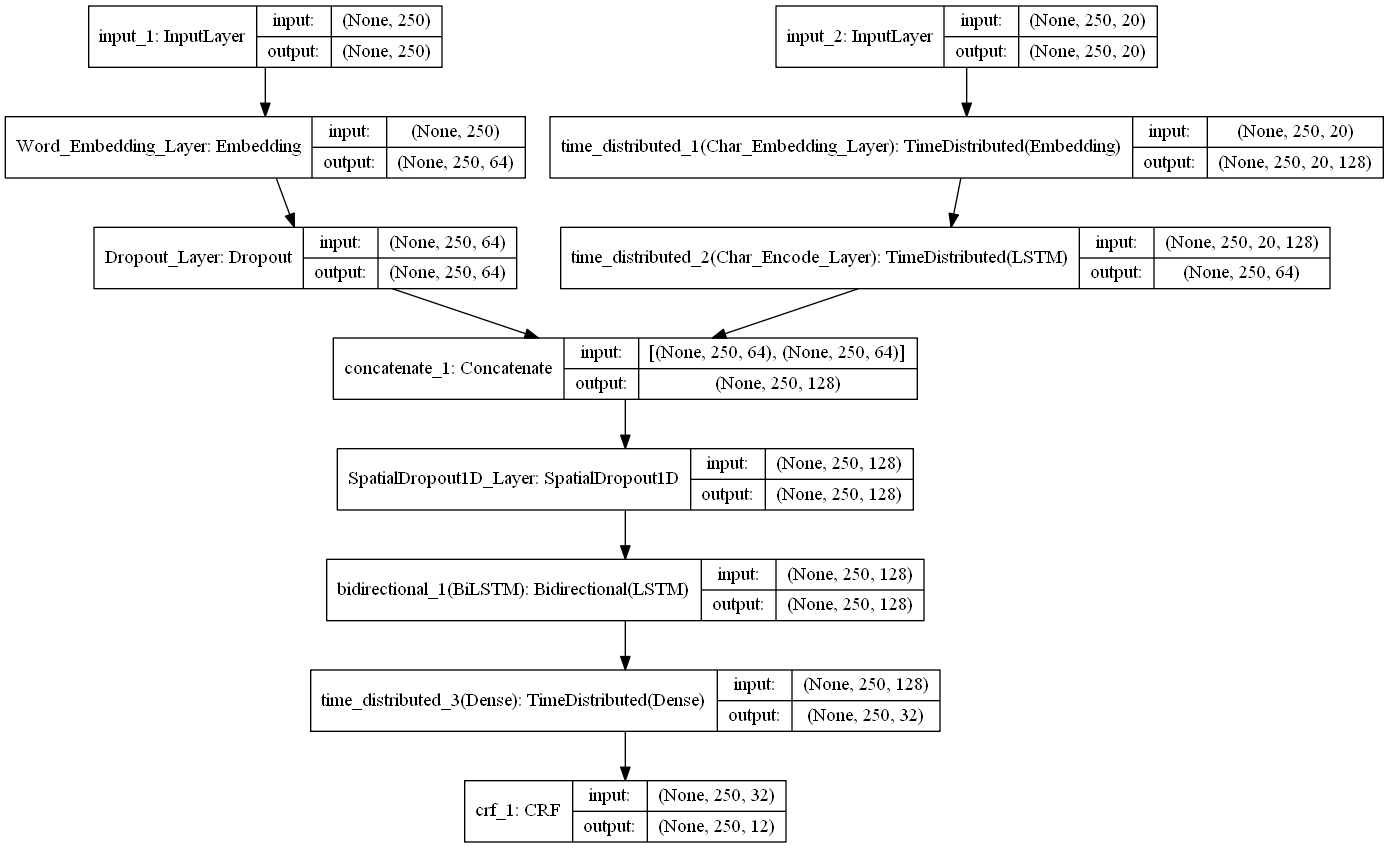 input_1: InputLayer
input: (None, 250)
output: (None, 250)
input_2: InputLayer
input: (None, 250, 20)
output: (None, 250, 20)
Word_Embedding_Layer: Embedding
input: (None, 250)
output: (None, 250, 64)
time_distributed_1(Char_Embedding_Layer): TimeDistributed(Embedding)
input: (None, 250, 20)
output: (None, 250, 20, 128)
Dropout_Layer: Dropout
input: (None, 250, 64)
output: (None, 250, 64)
time_distributed_2(Char_Encode_Layer): TimeDistributed(LSTM)
input: (None, 250, 20, 128)
output: (None, 250, 64)
concatenate_1: Concatenate
input: [(None, 250, 64), (None, 250, 64)]
output: (None, 250, 128)
SpatialDropout1D_Layer: SpatialDropout1D
input: (None, 250, 128)
output: (None, 250, 128)
bidirectional_1(BiLSTM): Bidirectional(LSTM)
input: (None, 250, 128)
output: (None, 250, 128)
time_distributed_3(Dense): TimeDistributed(Dense)
input: (None, 250, 128)
output: (None, 250, 32)
crf_1: CRF
input: (None, 250, 32)
output: (None, 250, 12)